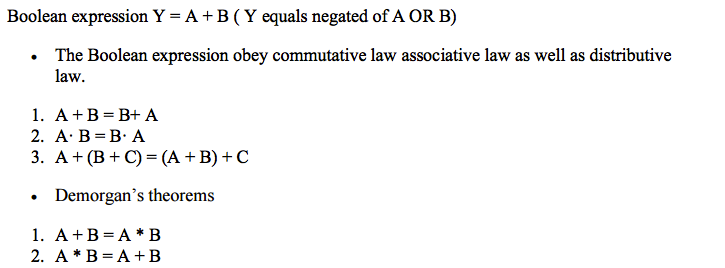 Boolean expression Y = A + B ( Y equals negated of A OR B)
• The Boolean expression obey commutative law associative law as well as distributive
law.
1. A + B = B+ A
2. A· B = B· A
3. A + (B + C) = (A + B) + C
• Demorgan’s theorems
1. A + B = A * B
2. A * B = A + B